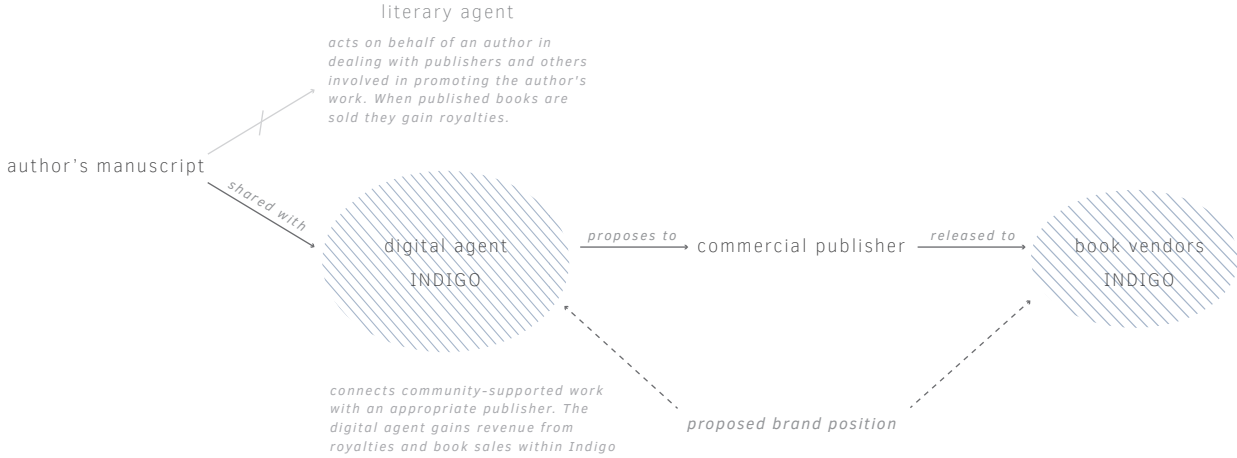 literary agent
acts on behalf of an author in
dealing with publishers and others
involved in promoting the author's
work. When published books are
sold they gain royalties.
author's manuscript
shared with
digital agent
INDIGO
proposes to
commercial publisher
released to
book vendors
INDIGO
connects community-supported work
with an appropriate publisher. The
digital agent gains revenue from
royalties and book sales within Indigo
proposed brand position